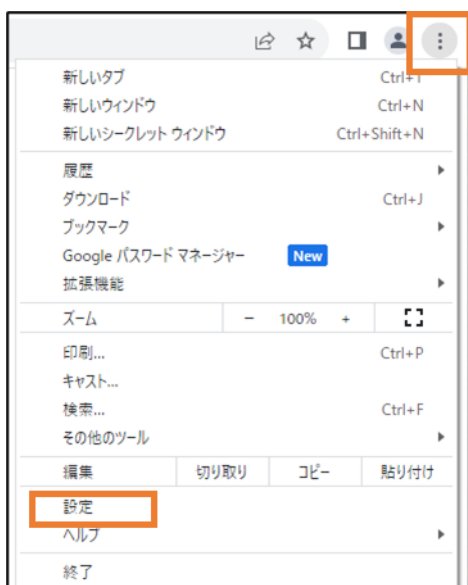 新しいタブ Ctrl+T
新しいウィンドウ Ctrl+N
新しいシークレット ウィンドウ Ctrl+Shift+N
履歴
ダウンロード Ctrl+J
ブックマーク
Google パスワード マネージャー New
拡張機能
ズーム − 100% +
印刷... Ctrl+P
キャスト...
検索... Ctrl+F
その他のツール
編集 切り取り コピー 貼り付け
設定
ヘルプ
終了